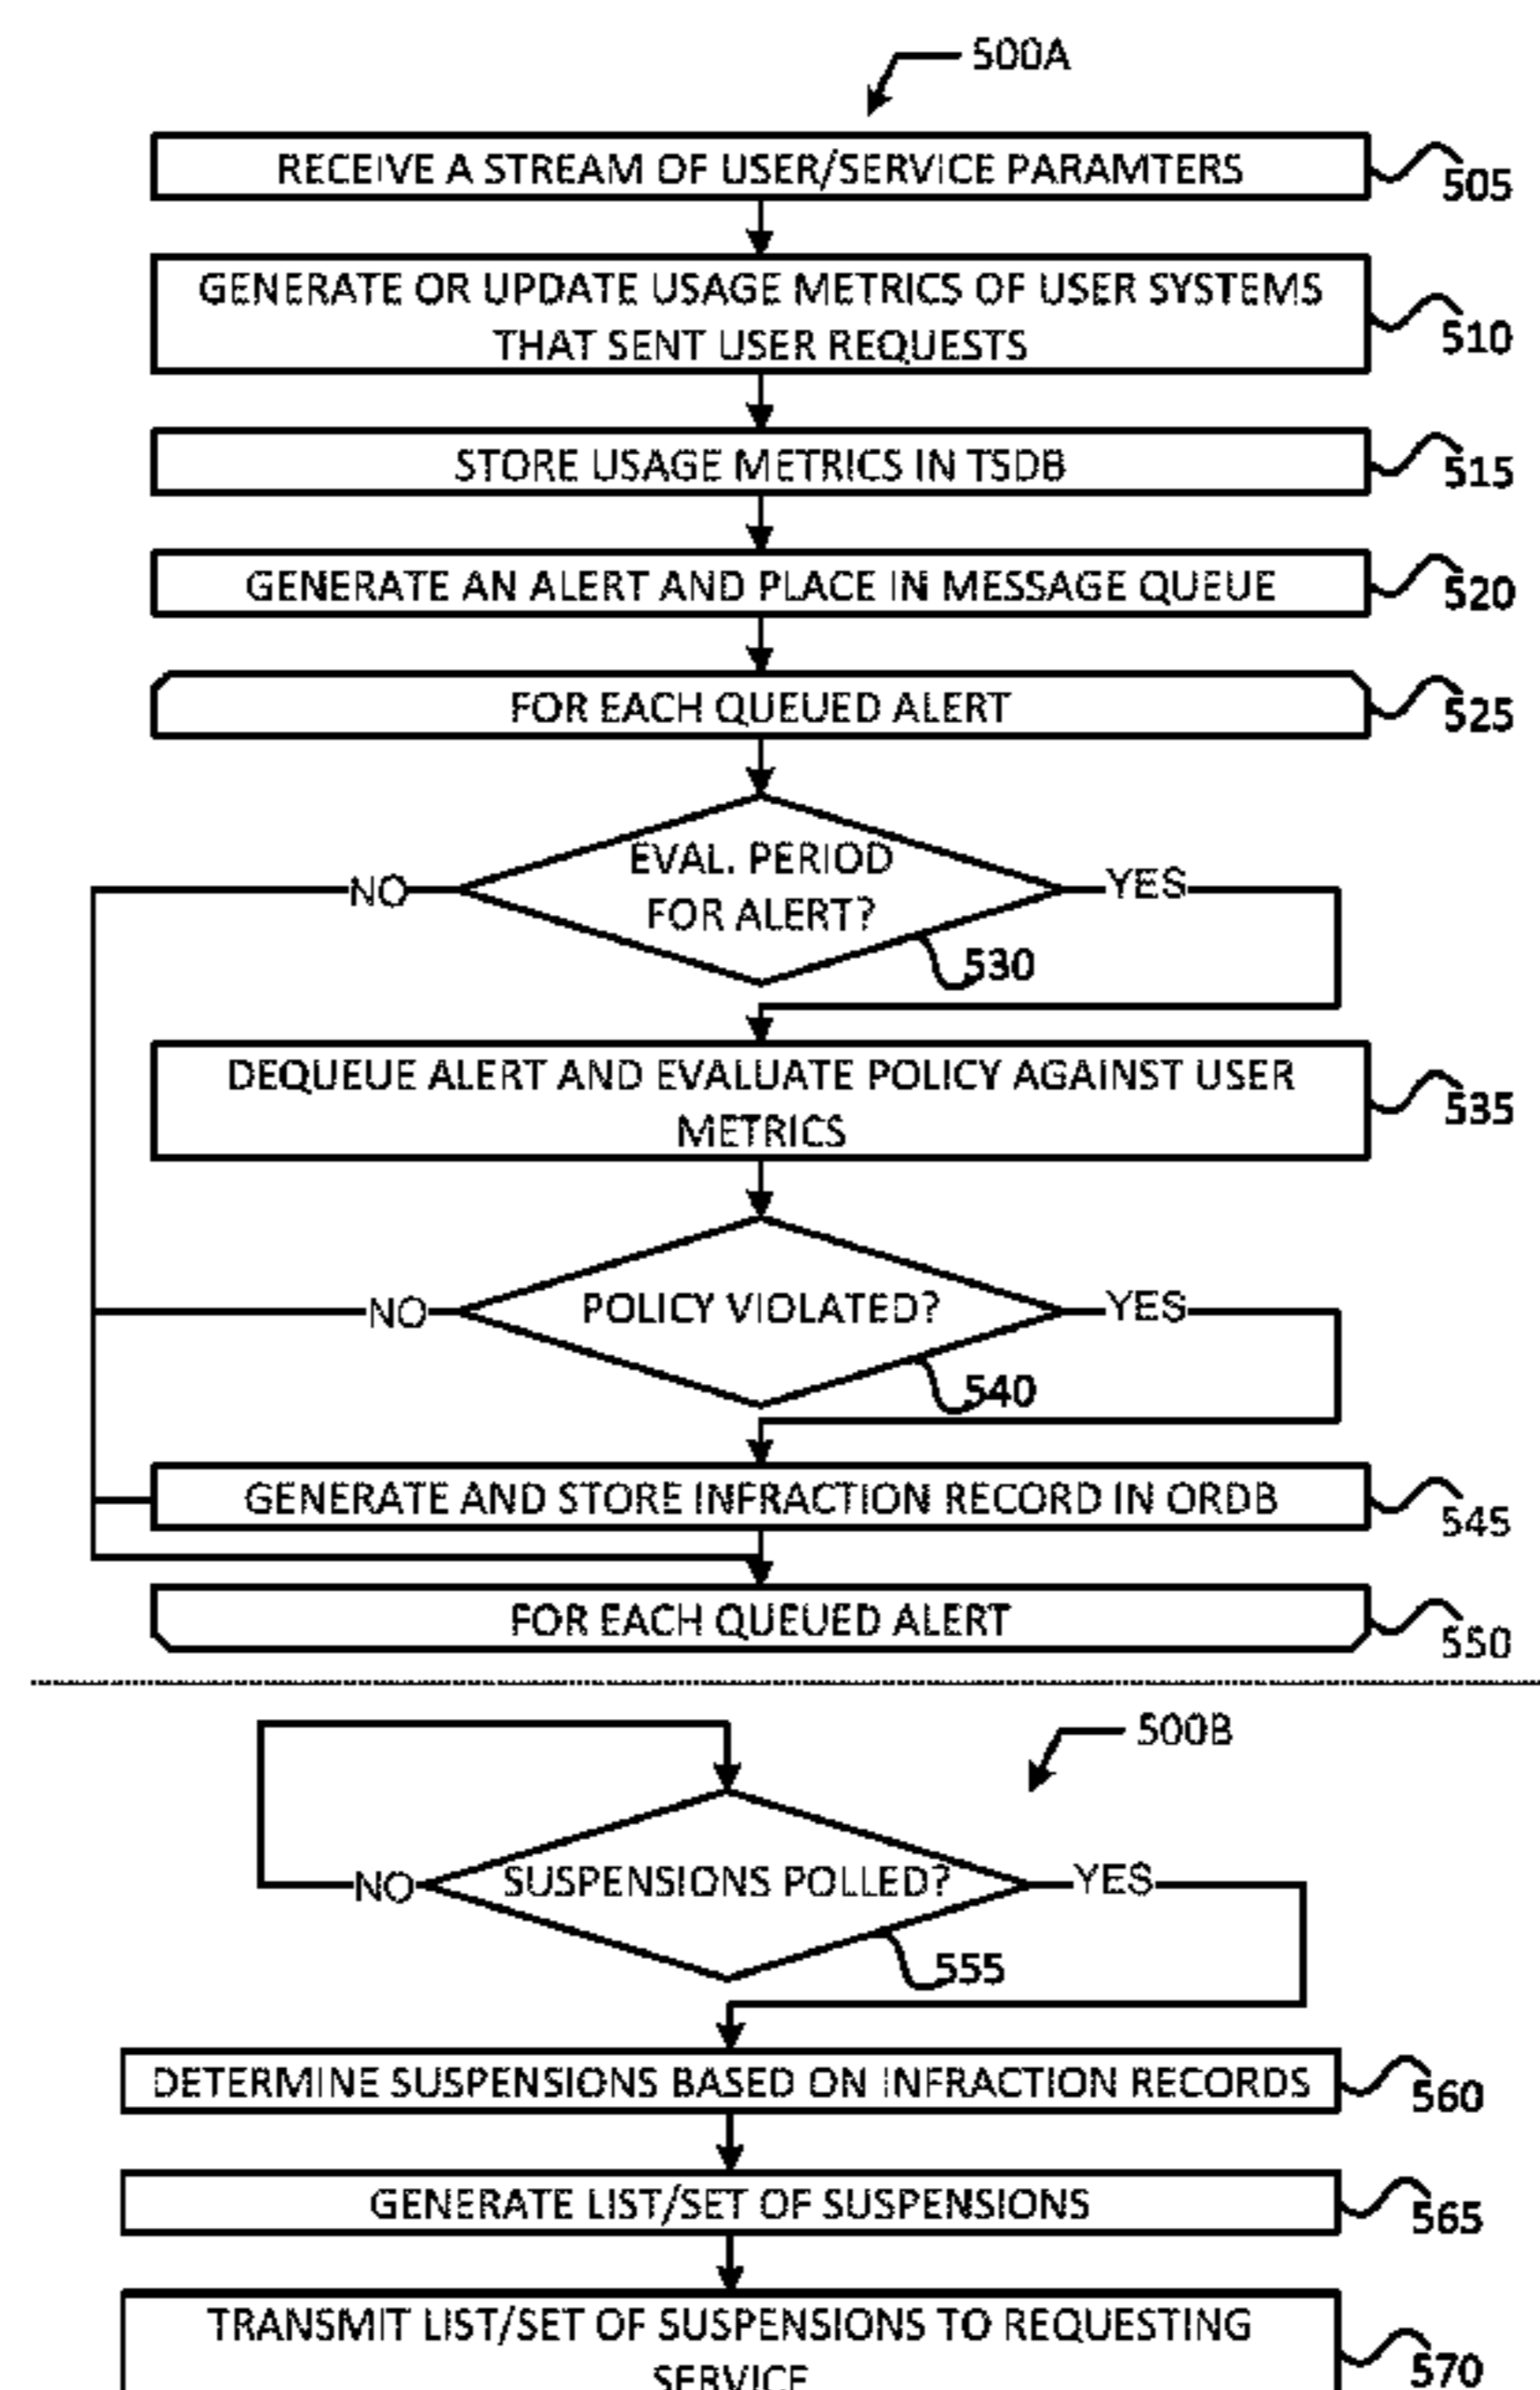 500A
RECEIVE A STREAM OF USER/SERVICE PARAMTERS
505
GENERATE OR UPDATE USAGE METRICS OF USER SYSTEMS
THAT SENT USER REQUESTS
510
STORE USAGE METRICS IN TSDB
515
GENERATE AN ALERT AND PLACE IN MESSAGE QUEUE
520
FOR EACH QUEUED ALERT
525
EVAL. PERIOD
FOR ALERT?
NO
YES
530
DEQUEUE ALERT AND EVALUATE POLICY AGAINST USER
METRICS
535
POLICY VIOLATED?
NO
YES
540
GENERATE AND STORE INFRACTION RECORD IN ORDB
545
FOR EACH QUEUED ALERT
550
500B
SUSPENSIONS POLLED?
NO
YES
555
DETERMINE SUSPENSIONS BASED ON INFRACTION RECORDS
560
GENERATE LIST/SET OF SUSPENSIONS
565
TRANSMIT LIST/SET OF SUSPENSIONS TO REQUESTING
SERVICE
570